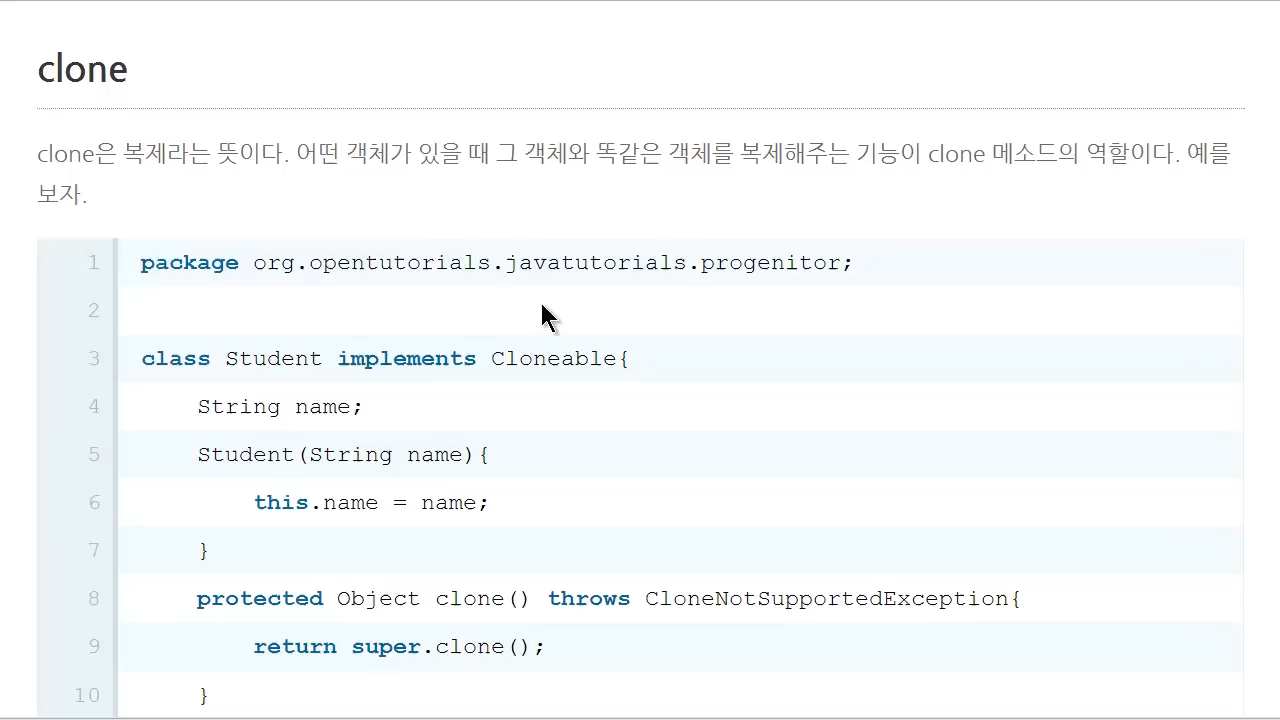 clone
clone은 복제라는 뜻이다. 어떤 객체가 있을 때 그 객체와 똑같은 객체를 복제해주는 기능이 clone 메소드의 역할이다. 예를
보자.
1 package org.opentutorials.javatutorials.progenitor;
2
3 class Student implements Cloneable{
4     String name;
5     Student(String name){
6         this.name = name;
7     }
8     protected Object clone() throws CloneNotSupportedException{
9         return super.clone();
10     }